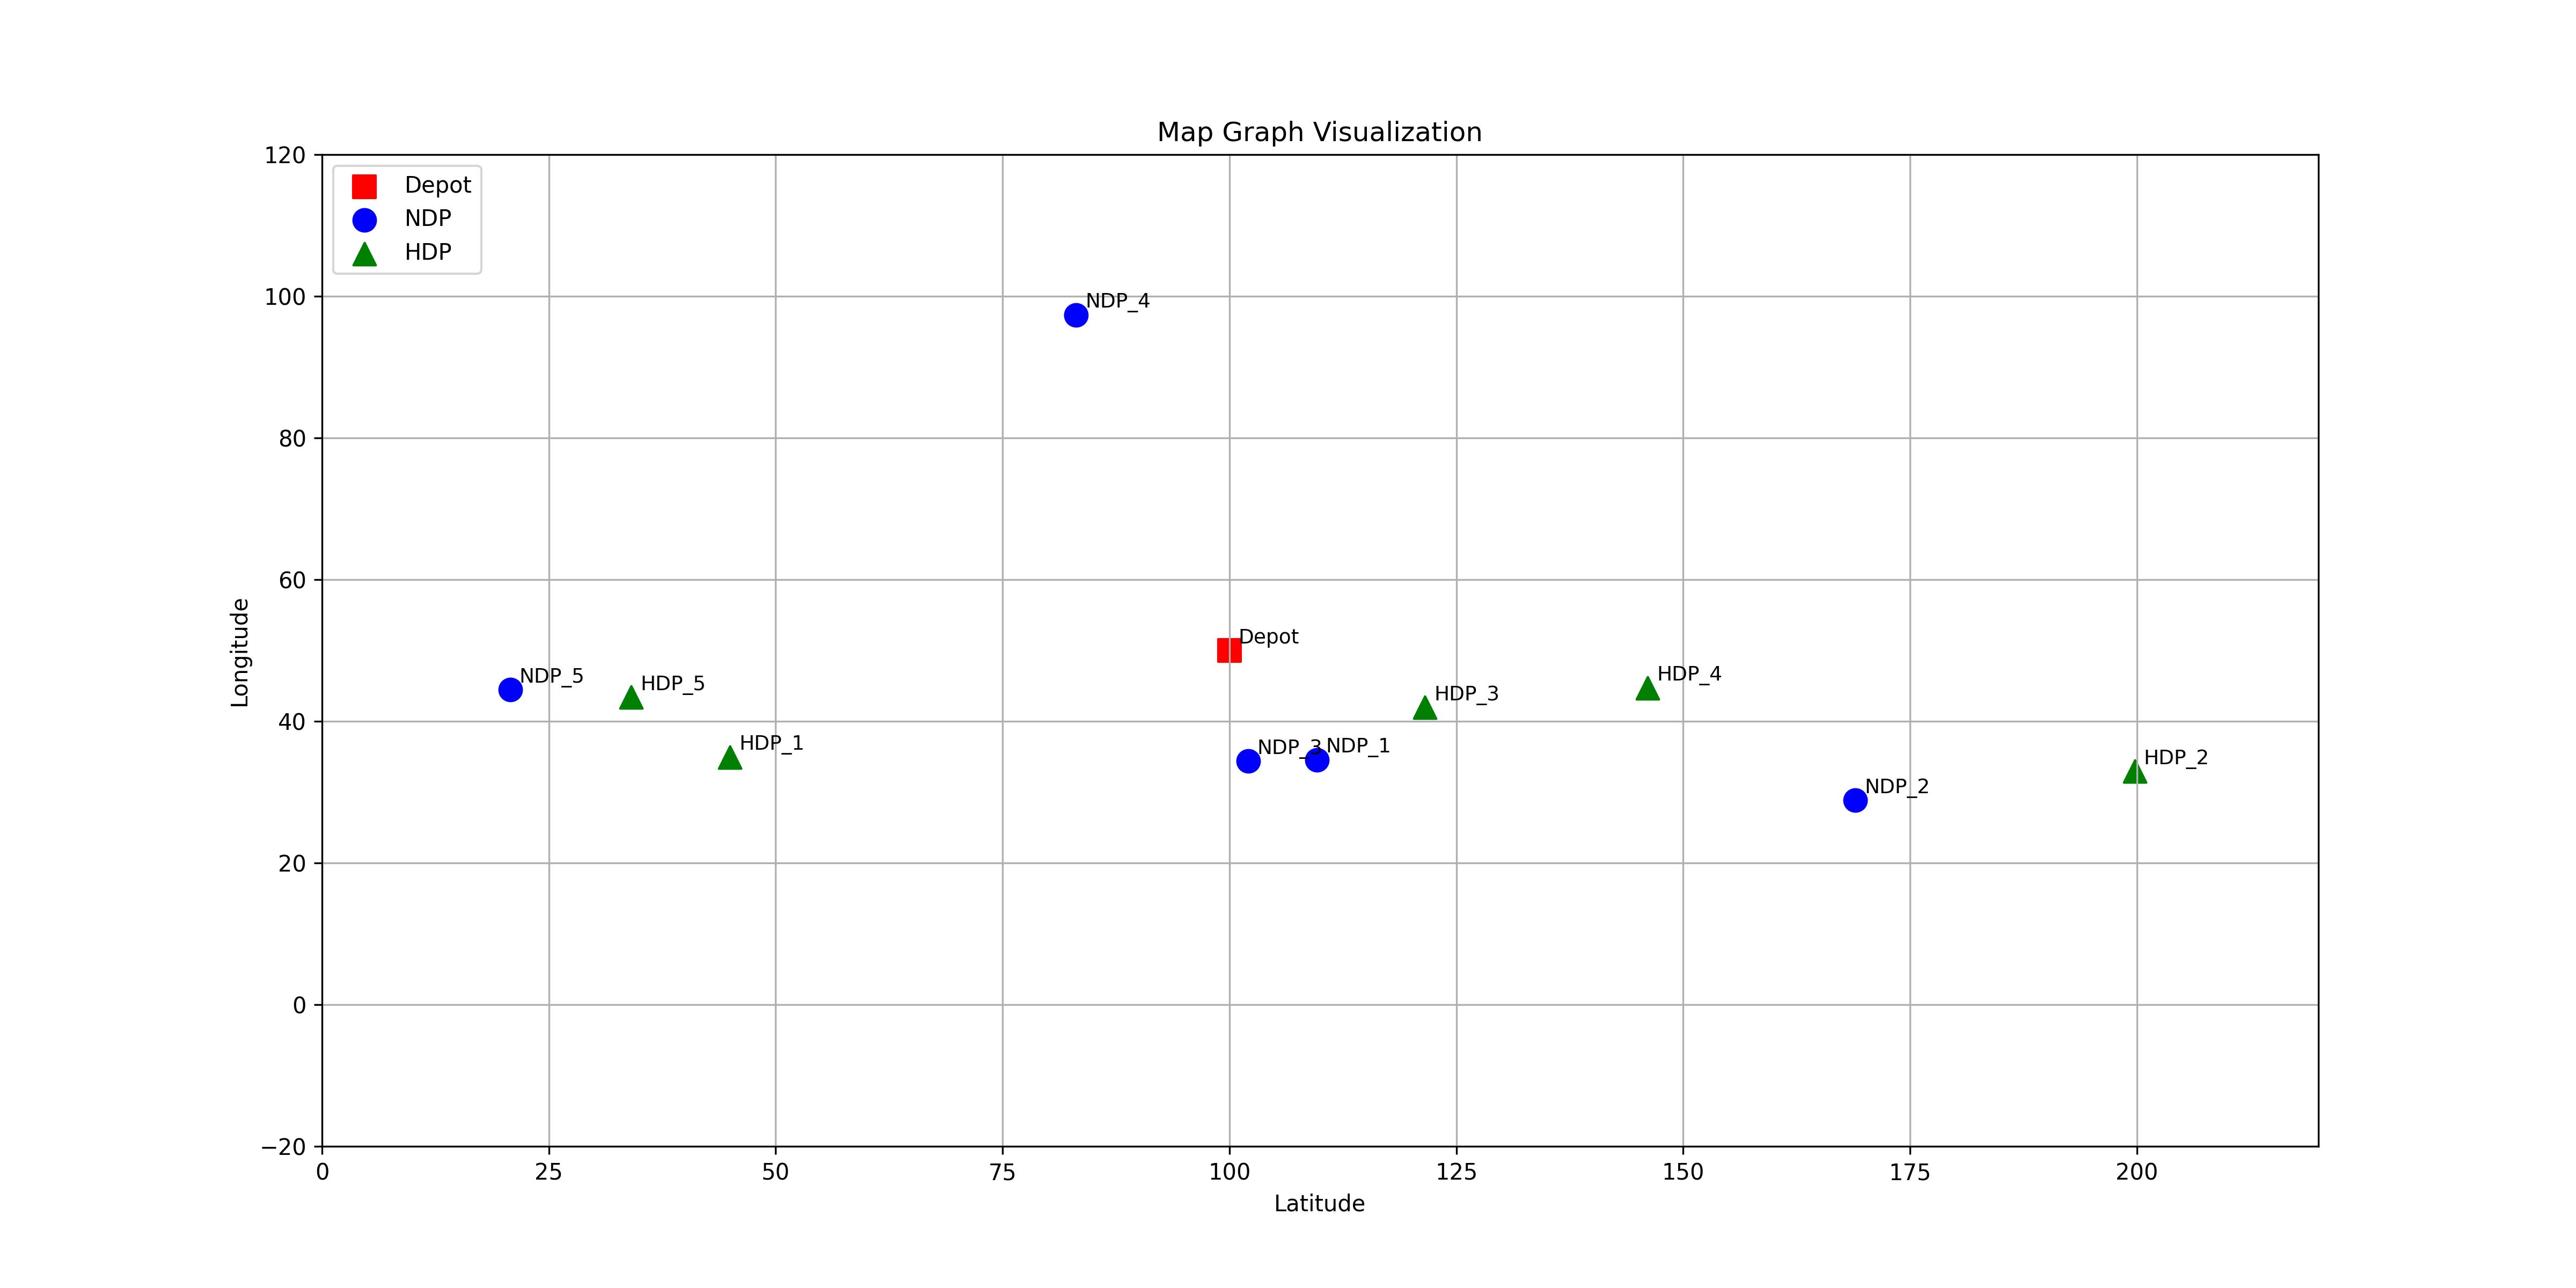 Map Graph Visualization
120
100
80
60
40
20
0
−20
Longitude
Depot
NDP
HDP
NDP_4
Depot
NDP_5
HDP_5
HDP_4
HDP_3
HDP_1
NDP_3
NDP_1
HDP_2
NDP_2
0 25 50 75 100 125 150 175 200
Latitude